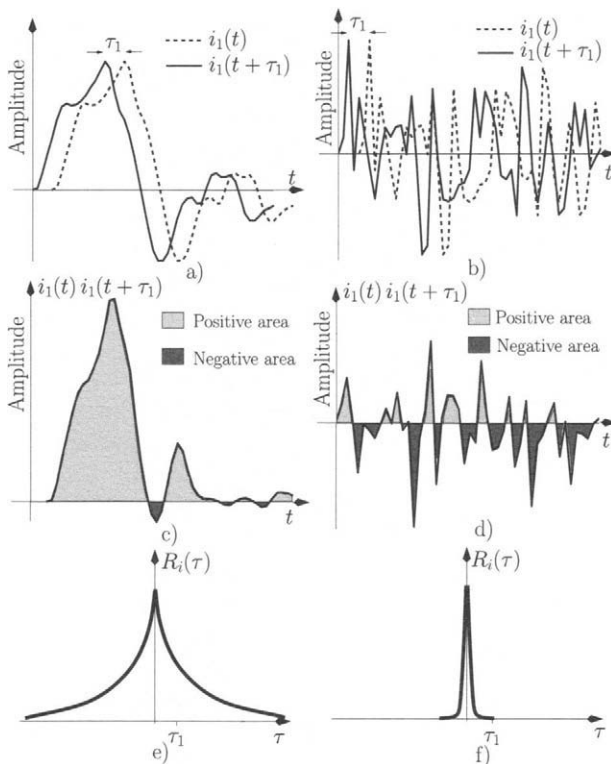 Amplitude
τ₁
i₁(t)
i₁(t + τ₁)
t
a)
Amplitude
τ₁
i₁(t)
i₁(t + τ₁)
t
b)
Amplitude
i₁(t) i₁(t + τ₁)
Positive area
Negative area
t
c)
Amplitude
i₁(t) i₁(t + τ₁)
Positive area
Negative area
t
d)
Rᵢ(τ)
τ₁
τ
e)
Rᵢ(τ)
τ₁
τ
f)